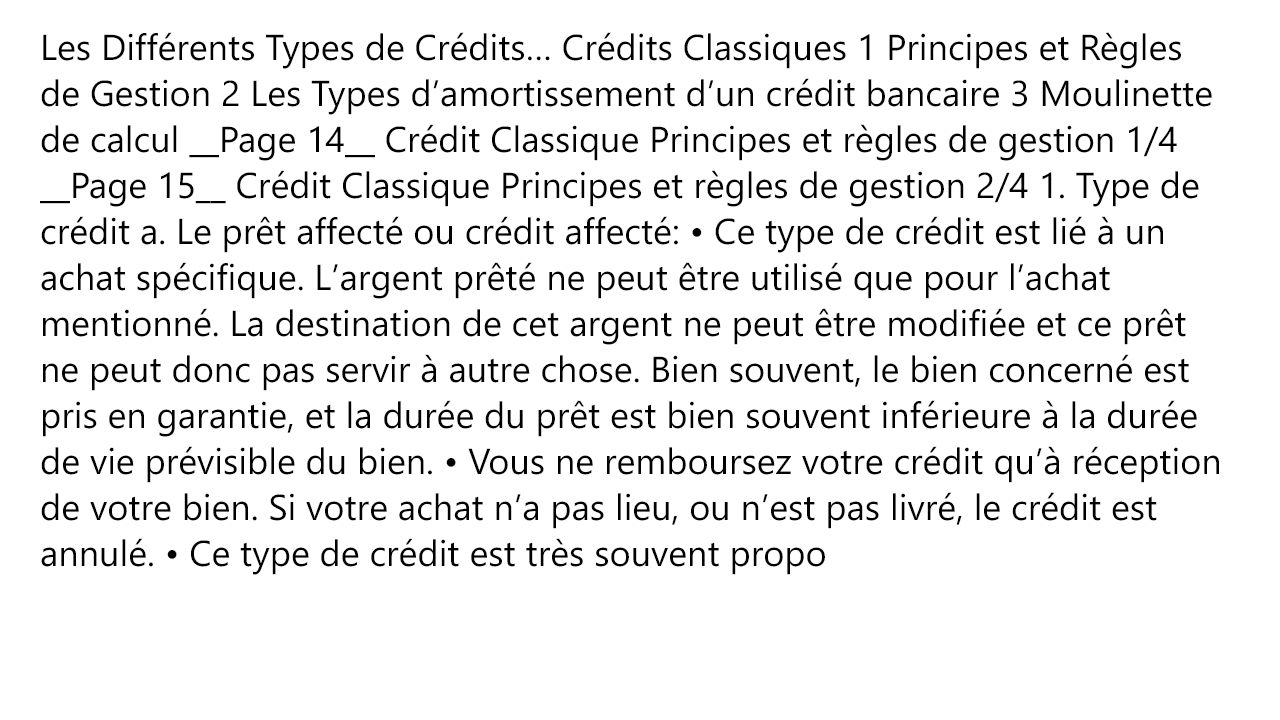 Les Différents Types de Crédits... Crédits Classiques 1 Principes et Règles
de Gestion 2 Les Types d’amortissement d’un crédit bancaire 3 Moulinette
de calcul __Page 14__ Crédit Classique Principes et règles de gestion 1/4
__Page 15__ Crédit Classique Principes et règles de gestion 2/4 1. Type de
crédit a. Le prêt affecté ou crédit affecté: • Ce type de crédit est lié à un
achat spécifique. L’argent prêté ne peut être utilisé que pour l’achat
mentionné. La destination de cet argent ne peut être modifiée et ce prêt
ne peut donc pas servir à autre chose. Bien souvent, le bien concerné est
pris en garantie, et la durée du prêt est bien souvent inférieure à la durée
de vie prévisible du bien. • Vous ne remboursez votre crédit qu’à réception
de votre bien. Si votre achat n’a pas lieu, ou n’est pas livré, le crédit est
annulé. • Ce type de crédit est très souvent propo